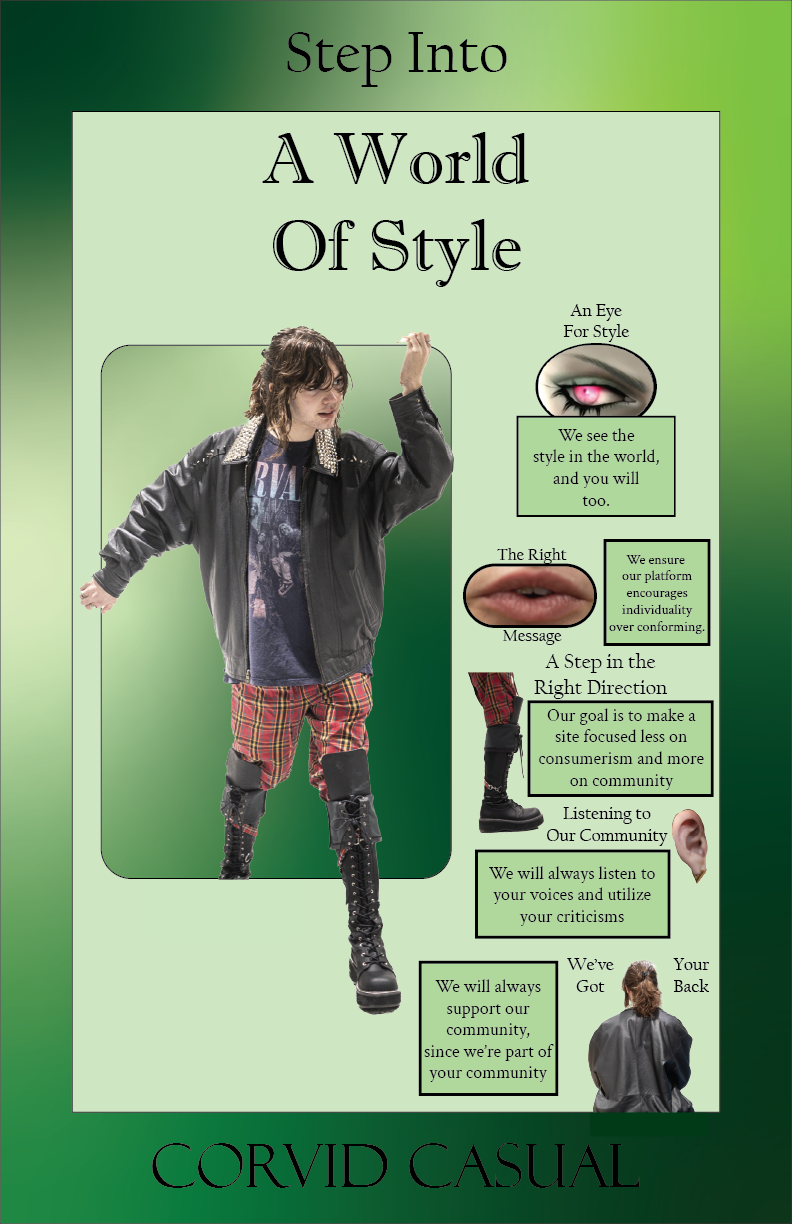 Step Into
A World
Of Style
An Eye
For Style
We see the
style in the world,
and you will
too.
The Right
Message
We ensure
our platform
encourages
individuality
over conforming.
A Step in the
Right Direction
Our goal is to make a
site focused less on
consumerism and more
on community
Listening to
Our Community
We will always listen to
your voices and utilize
your criticisms
We've
Got
Your
Back
We will always
support our
community,
since we're part of
your community
RVA
CORVID CASUAL